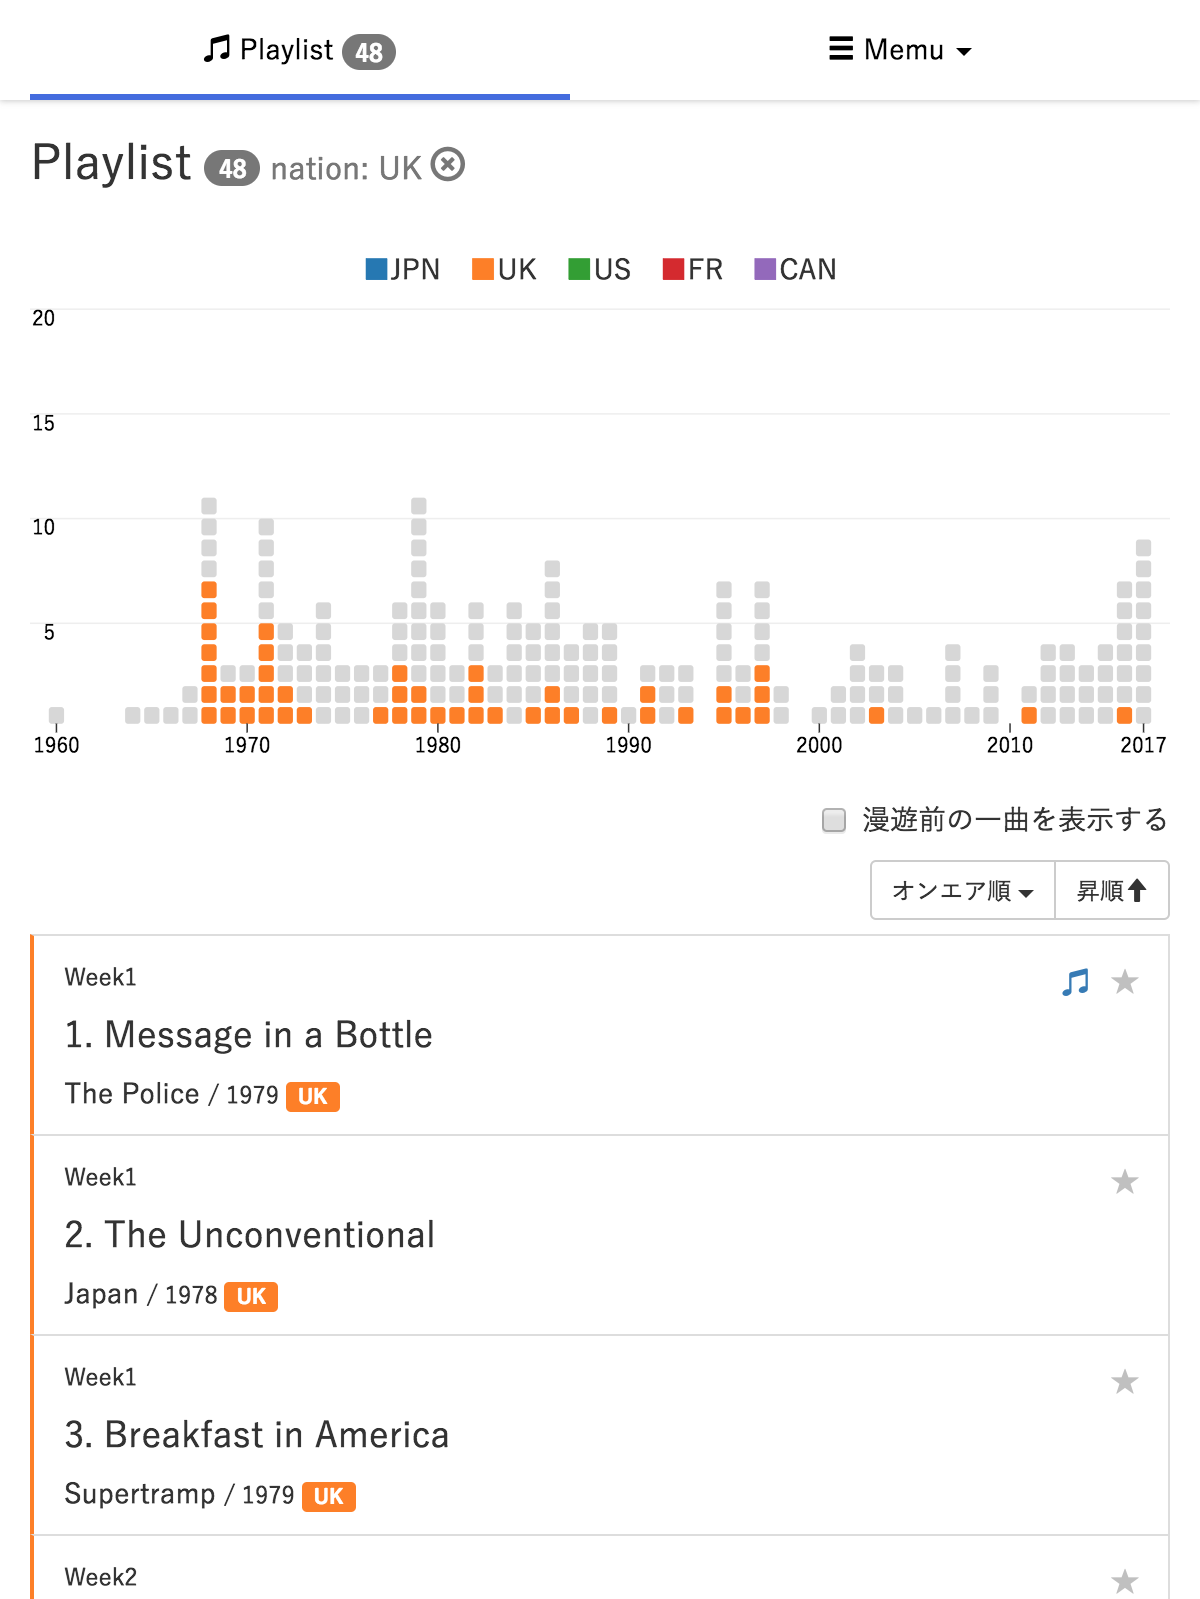 Playlist 48 Memu
Playlist 48 nation: UK
JPN UK US FR CAN
20
15
10
5
1960 1970 1980 1990 2000 2010 2017
漫遊前の一曲を表示する
オンエア順 昇順
Week1
1. Message in a Bottle
The Police / 1979 UK
Week1
2. The Unconventional
Japan / 1978 UK
Week1
3. Breakfast in America
Supertramp / 1979 UK
Week2